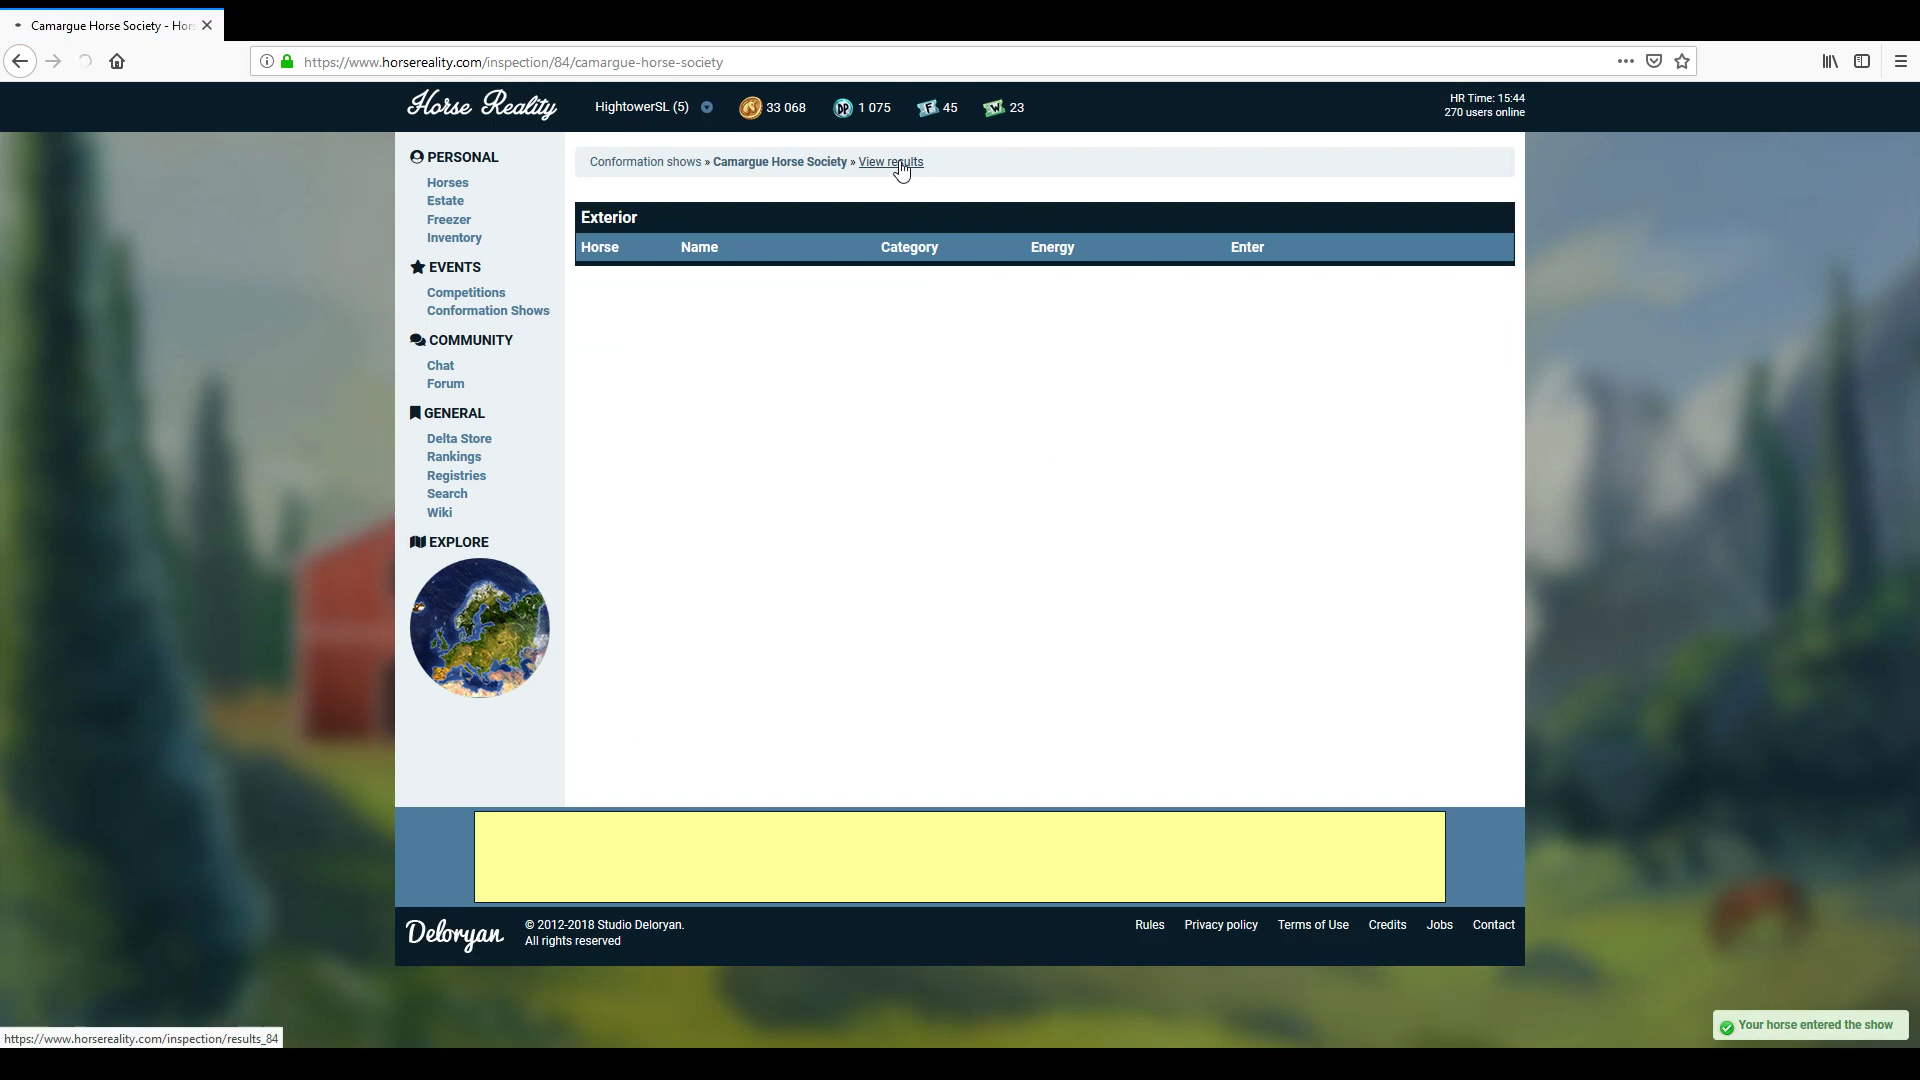 Camargue Horse Society - Hors
https://www.horsereality.com/inspection/84/camargue-horse-society
Horse Reality
HightowerSL (5)
33 068
DP
1 075
F
45
W
23
HR Time: 15:44
270 users online
PERSONAL
Horses
Estate
Freezer
Inventory
EVENTS
Competitions
Conformation Shows
COMMUNITY
Chat
Forum
GENERAL
Delta Store
Rankings
Registries
Search
Wiki
EXPLORE
Conformation shows » Camargue Horse Society » View results
Exterior
Horse Name Category Energy Enter
Deloryan
© 2012-2018 Studio Deloryan.
All rights reserved
Rules Privacy policy Terms of Use Credits Jobs Contact
Your horse entered the show
https://www.horsereality.com/inspection/results_84